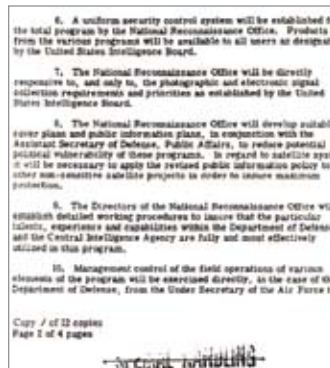 6. A uniform security control system will be established f
the total program by the National Reconnaissance Office. Products
from the various programs will be available to all users as designat
by the United States Intelligence Board.
7. The National Reconnaissance Office will be directly
responsive to, and only to, the photographic and electronic signal
collection requirements and priorities as established by the United
States Intelligence Board.
8. The National Reconnaissance Office will develop suitabl
cover plans and public information plans, in conjunction with the
Assistant Secretary of Defense, Public Affairs, to reduce potential
political vulnerability of these programs. In regard to satellite syst
it will be necessary to apply the revised public information policy to
other non-sensitive satellite projects in order to insure maximum
protection.
9. The Directors of the National Reconnaissance Office wil
establish detailed working procedures to insure that the particular
talents, experience and capabilities within the Department of Defens
and the Central Intelligence Agency are fully and most effectively
utilized in this program.
10. Management control of the field operations of various
elements of the program will be exercised directly, in the case of th
Department of Defense, from the Under Secretary of the Air Force t
Copy 1 of 12 copies
Page 2 of 4 pages
SPECIAL HANDLING